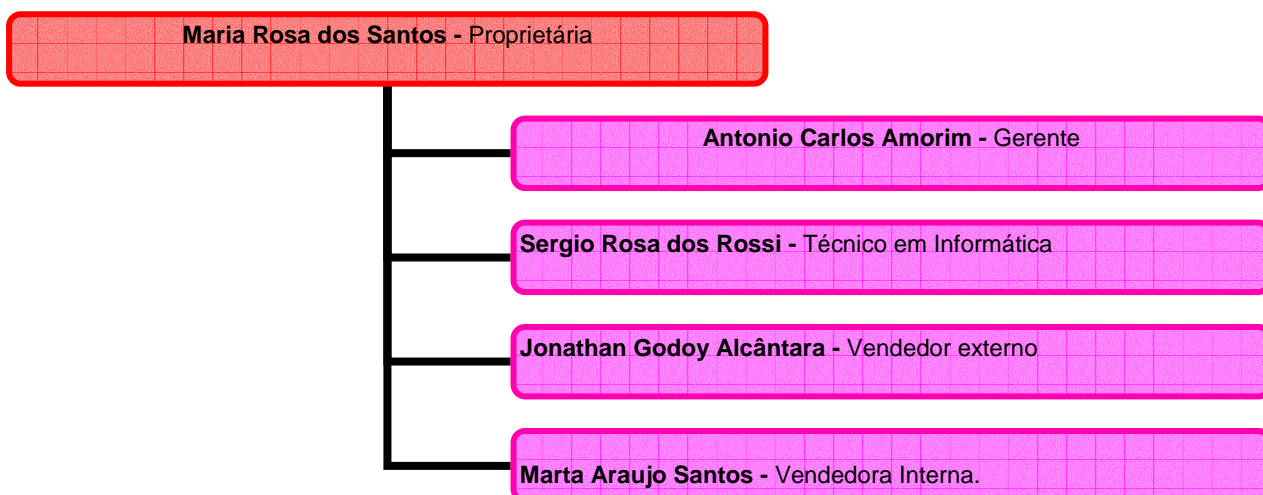 Maria Rosa dos Santos - Proprietária
Antonio Carlos Amorim - Gerente
Sergio Rosa dos Rossi - Técnico em Informática
Jonathan Godoy Alcântara - Vendedor externo
Marta Araujo Santos - Vendedora Interna.